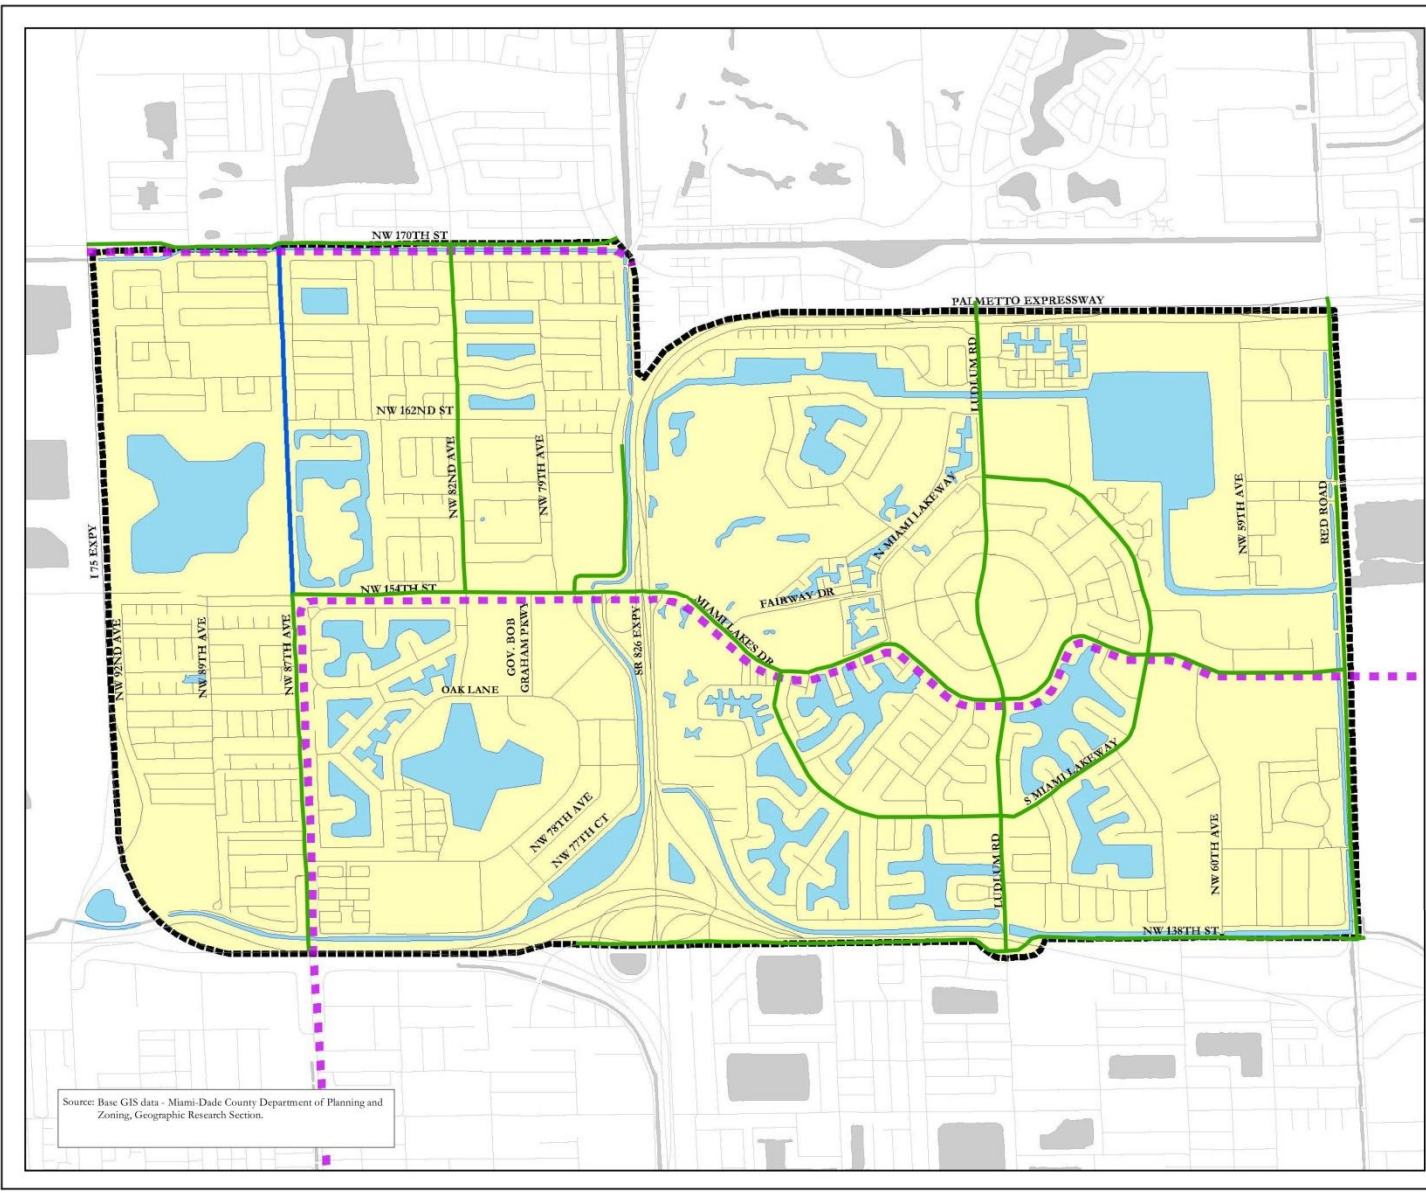 NW 170TH ST
PALMETTO EXPRESSWAY
LUDLUM RD
NW 162ND ST
NW 82ND AVE
NW 79TH AVE
N MIAMI LAKEWAY
NW 59TH AVE
RED ROAD
I 75 EXPY
NW 154TH ST
FAIRWAY DR
MIAMI LAKES DR
NW 92ND AVE
NW 89TH AVE
NW 87TH AVE
GOV. BOB
GRAHAM PKWY
SR 826 EXPY
OAK LANE
S MIAMI LAKEWAY
NW 78TH AVE
NW 77TH CT
LUDLUM RD
NW 60TH AVE
NW 138TH ST
Source: Base GIS data - Miami-Dade County Department of Planning and
Zoning, Geographic Research Section.